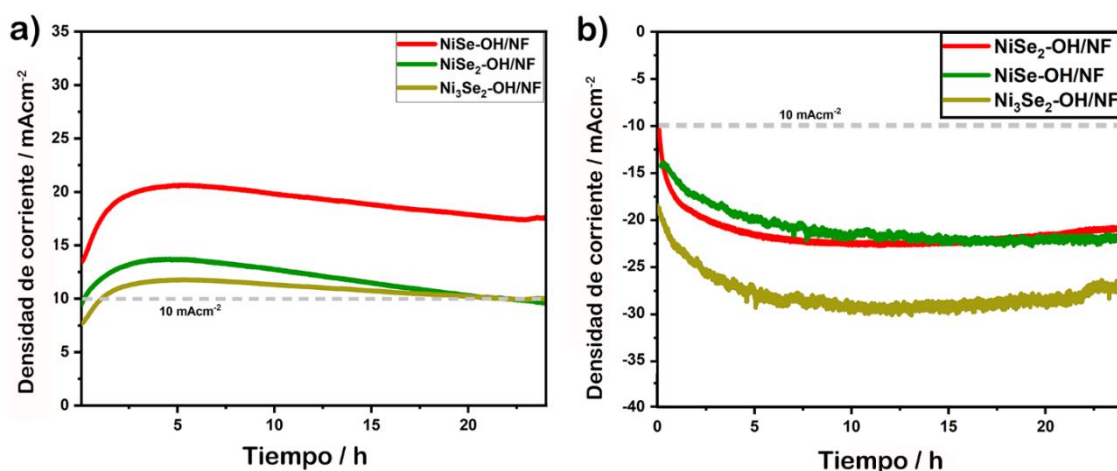 a)
Densidad de corriente / mAcm⁻²
35
30
25
20
15
10
5
0
NiSe-OH/NF
NiSe₂-OH/NF
Ni₃Se₂-OH/NF
10 mAcm⁻²
5
10
15
20
Tiempo / h
b)
Densidad de corriente / mAcm⁻²
0
-5
-10
-15
-20
-25
-30
-35
-40
NiSe₂-OH/NF
NiSe-OH/NF
Ni₃Se₂-OH/NF
10 mAcm⁻²
0
5
10
15
20
Tiempo / h